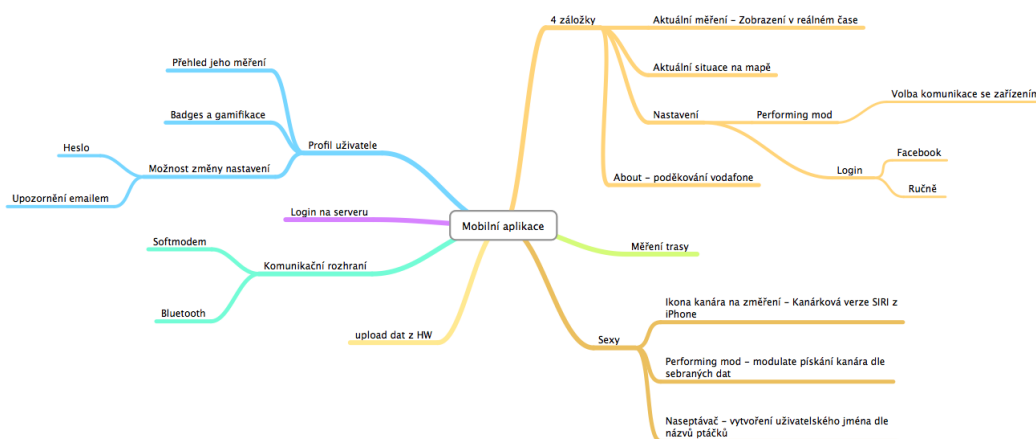 4 záložky
Aktuální měření – Zobrazení v reálném čase
Aktuální situace na mapě
Nastavení
Performing mod
Volba komunikace se zařízením
Login
Facebook
Ručně
About – poděkování vodafone
Přehled jeho měření
Badges a gamifikace
Profil uživatele
Heslo
Možnost změny nastavení
Upozornění emailem
Login na serveru
Mobilní aplikace
Softmodem
Komunikační rozhraní
Bluetooth
Měření trasy
upload dat z HW
Sexy
Ikona kanára na změření – Kanárková verze SIRI z
iPhone
Performing mod – modulate pískání kanára dle
sebraných dat
Naseptávač – vytvoření uživatelského jména dle
názvů ptáčků